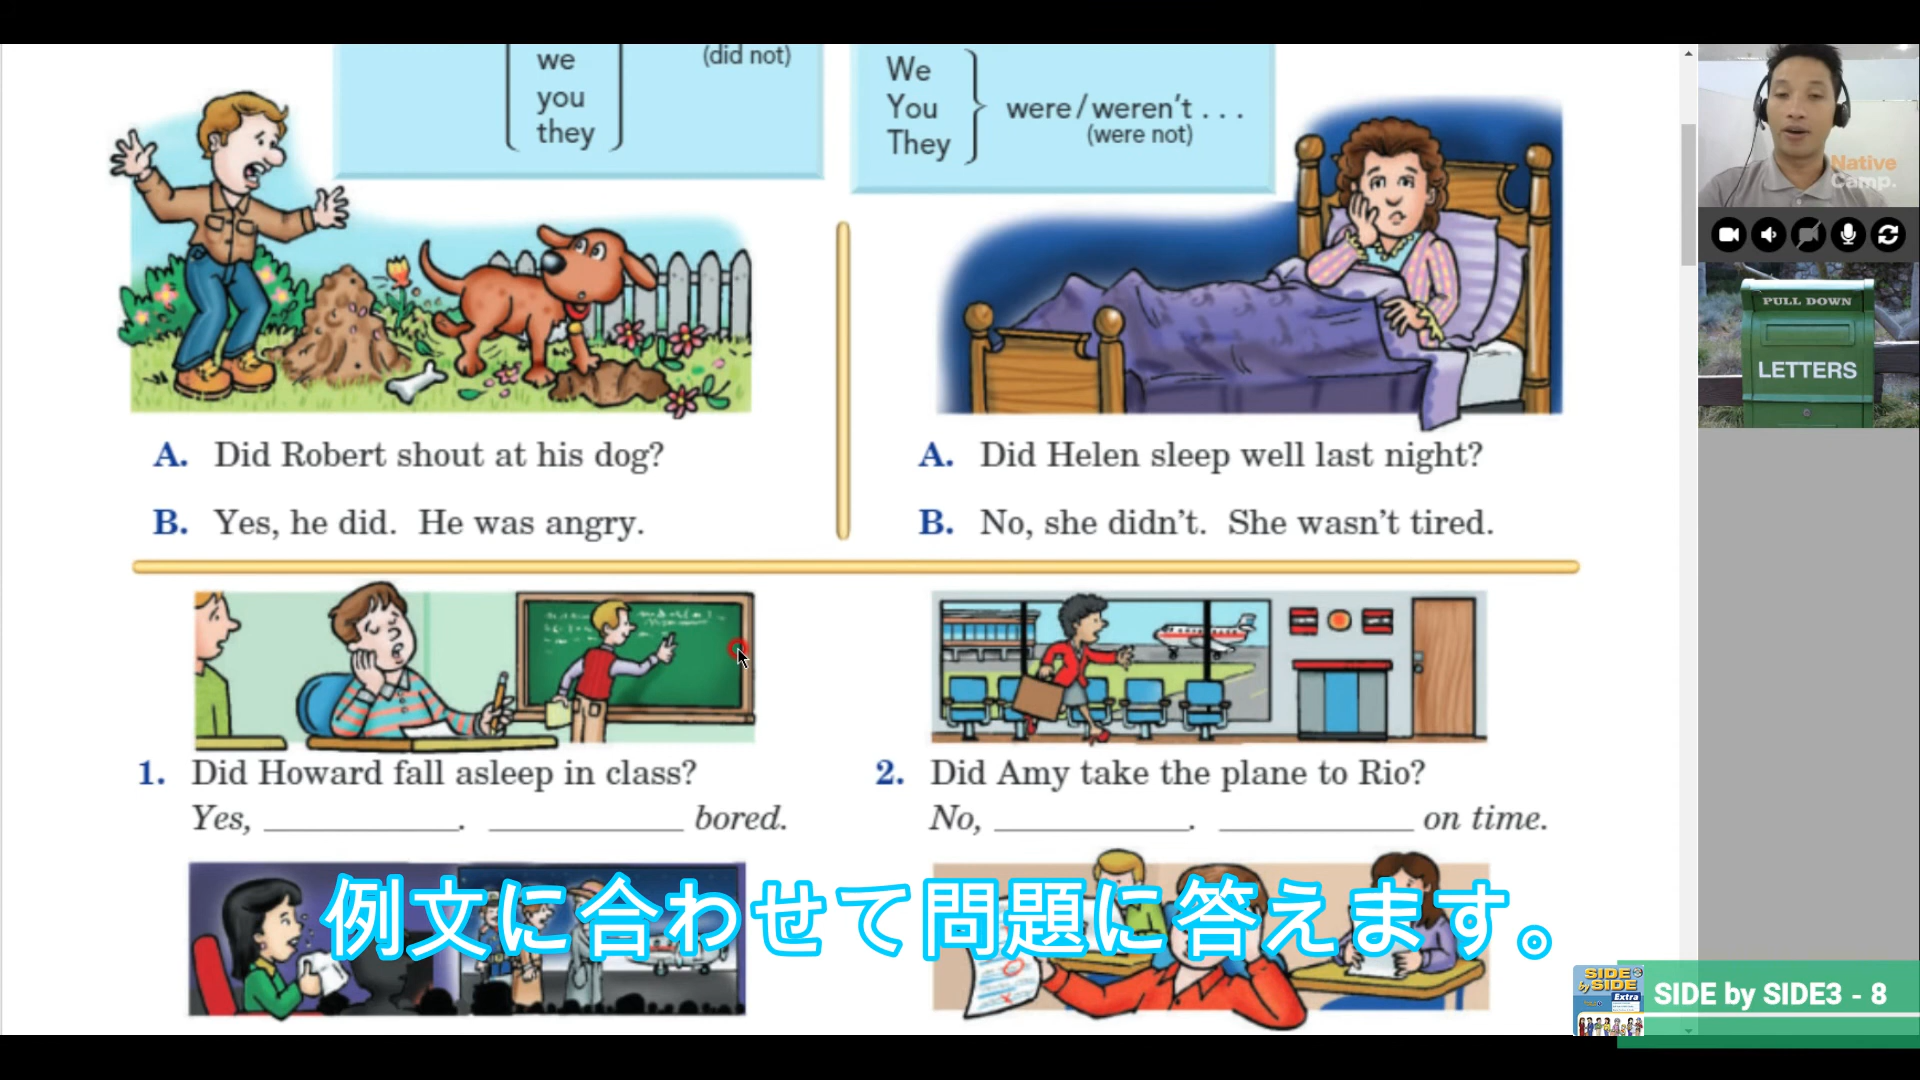 we
you
they
(did not)
We
You
They
were/weren't . . .
(were not)
A. Did Robert shout at his dog?
B. Yes, he did. He was angry.
A. Did Helen sleep well last night?
B. No, she didn't. She wasn't tired.
1. Did Howard fall asleep in class?
Yes, ____________. ____________ bored.
2. Did Amy take the plane to Rio?
No, ____________. ____________ on time.
例文に合わせて問題に答えます。
Native
Camp.
PULL DOWN
LETTERS
SIDE
by SIDE
Extra
SIDE by SIDE3 - 8